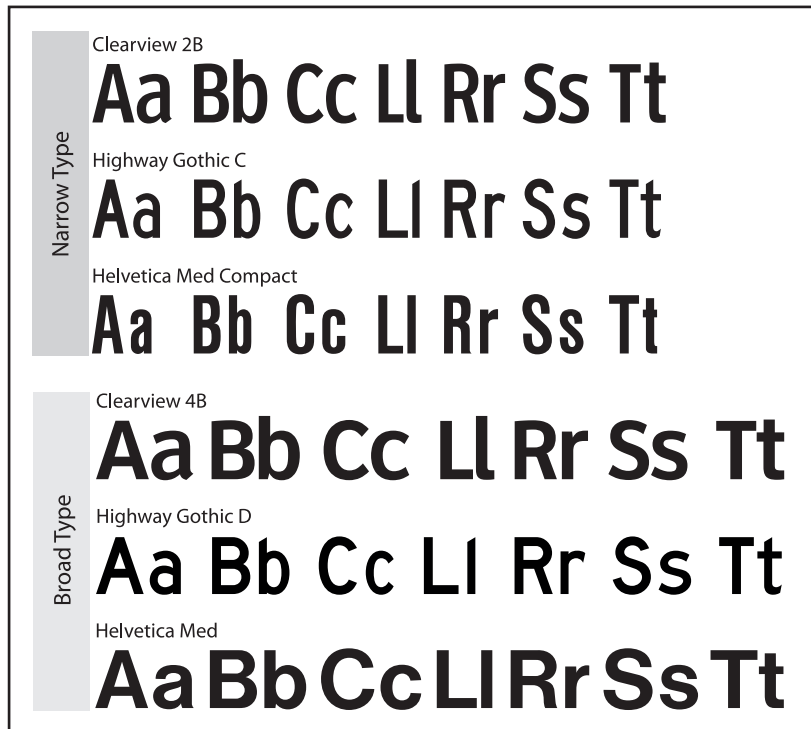 Narrow Type
Clearview 2B
Aa Bb Cc Ll Rr Ss Tt
Highway Gothic C
Aa Bb Cc Ll Rr Ss Tt
Helvetica Med Compact
Aa Bb Cc Ll Rr Ss Tt
Broad Type
Clearview 4B
Aa Bb Cc Ll Rr Ss Tt
Highway Gothic D
Aa Bb Cc Ll Rr Ss Tt
Helvetica Med
Aa Bb Cc Ll Rr Ss Tt